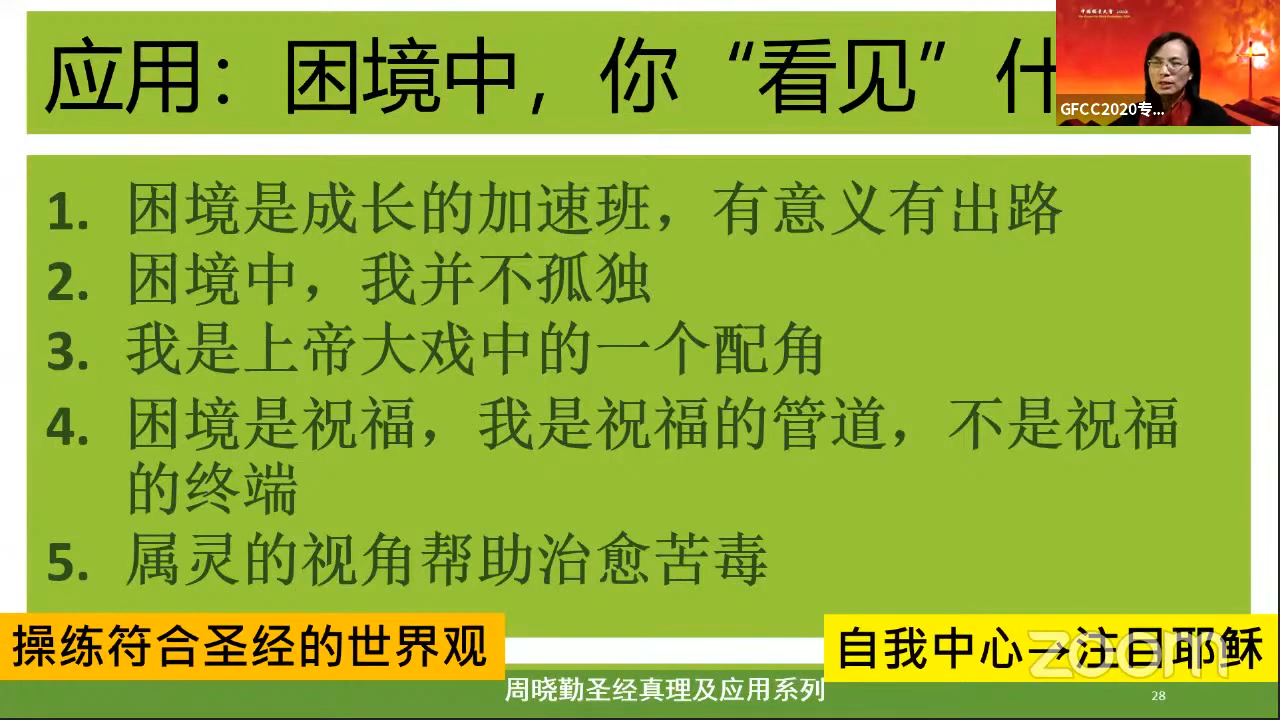 应用：困境中，你“看见”什
GFCC2020专...
1. 困境是成长的加速班，有意义有出路
2. 困境中，我并不孤独
3. 我是上帝大戏中的一个配角
4. 困境是祝福，我是祝福的管道，不是祝福
的终端
5. 属灵的视角帮助治愈苦毒
操练符合圣经的世界观
自我中心→注目耶稣
zoom
周晓勤圣经真理及应用系列
28